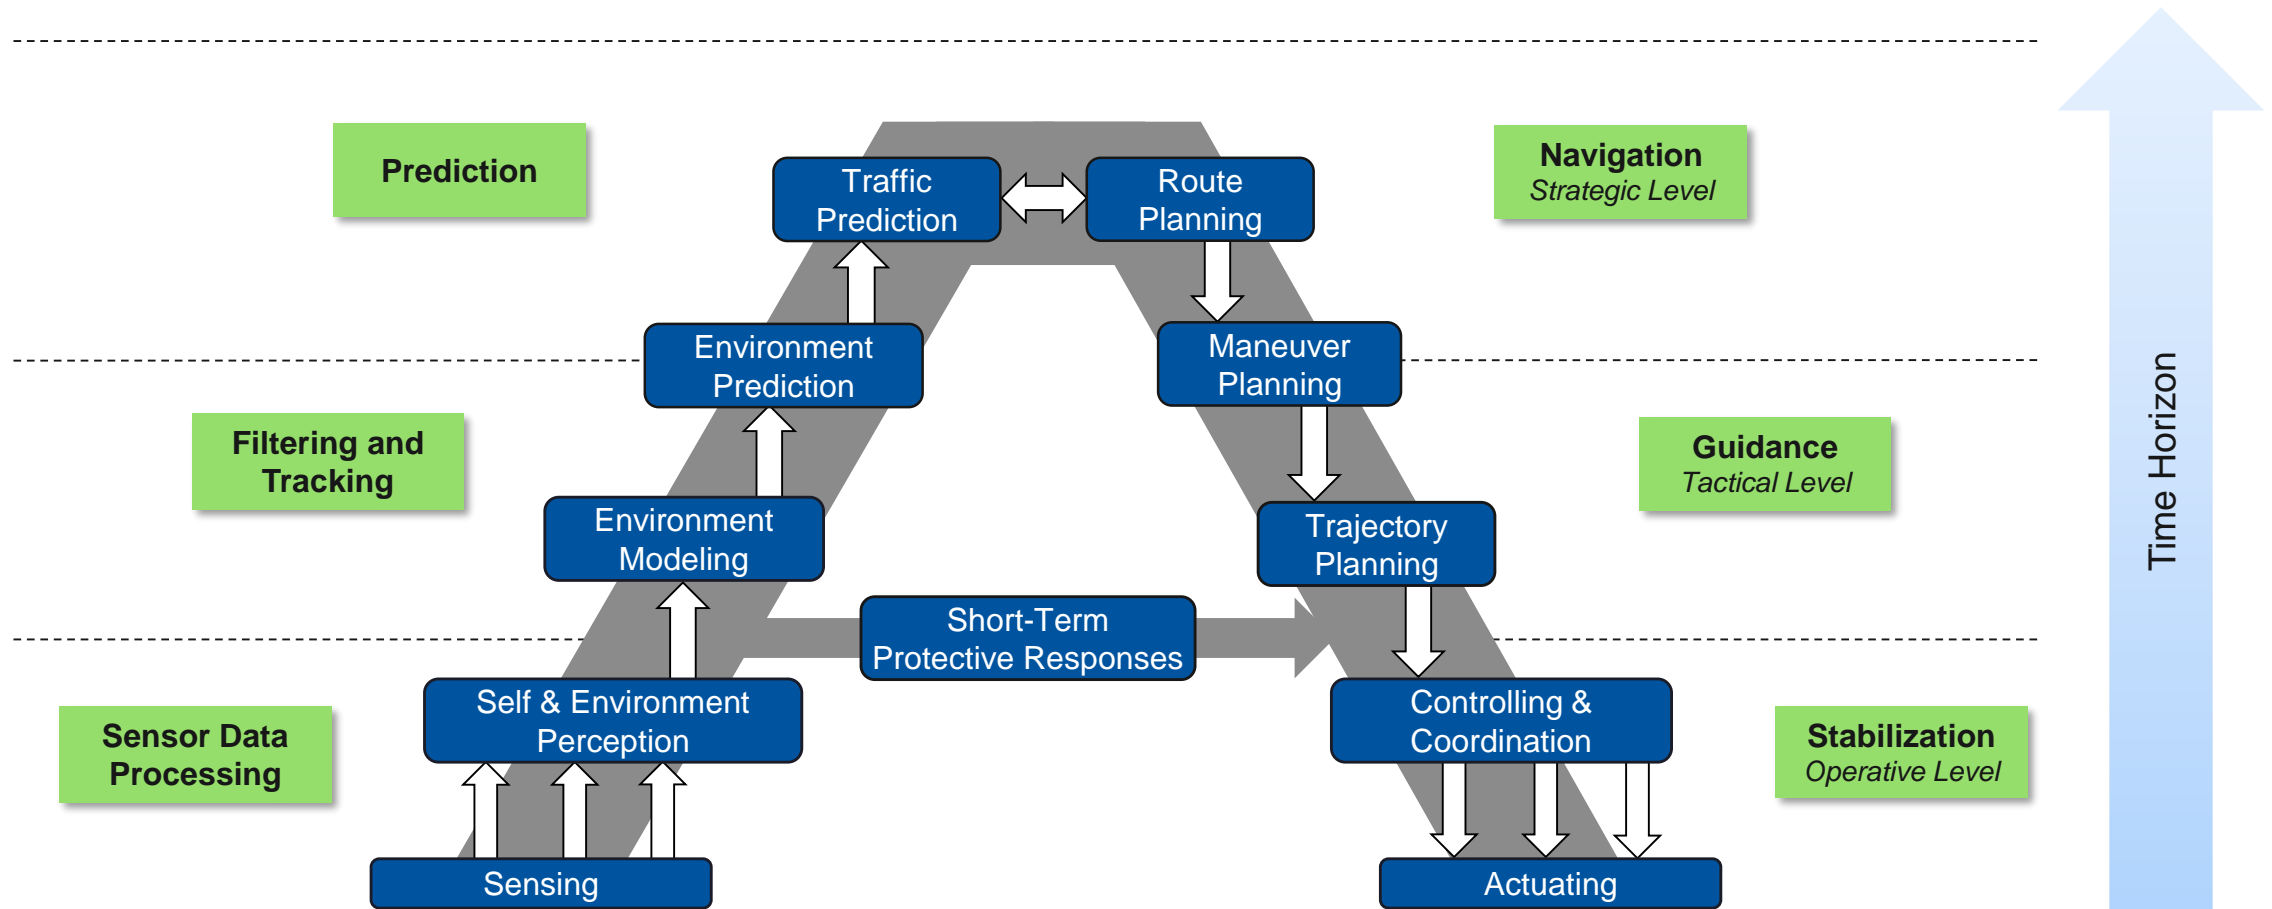 Prediction
Traffic
Prediction
Route
Planning
Navigation
Strategic Level
Environment
Prediction
Maneuver
Planning
Time Horizon
Filtering and
Tracking
Guidance
Tactical Level
Environment
Modeling
Trajectory
Planning
Short-Term
Protective Responses
Sensor Data
Processing
Self & Environment
Perception
Controlling &
Coordination
Stabilization
Operative Level
Sensing
Actuating